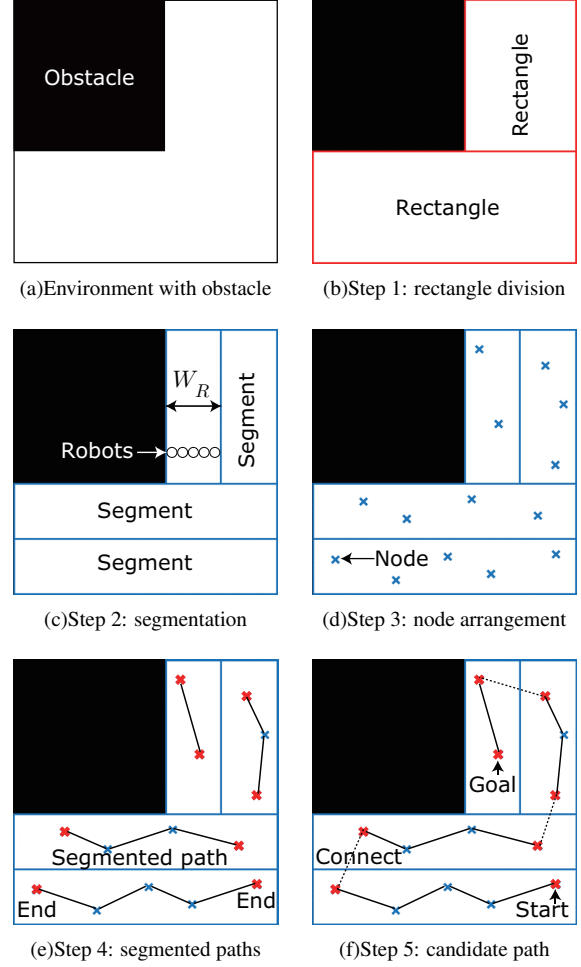 Obstacle
Rectangle
Rectangle
(a)Environment with obstacle
(b)Step 1: rectangle division
W_R
Robots
Segment
Segment
Segment
Node
(c)Step 2: segmentation
(d)Step 3: node arrangement
Segmented path
End
End
Goal
Connect
Start
(e)Step 4: segmented paths
(f)Step 5: candidate path